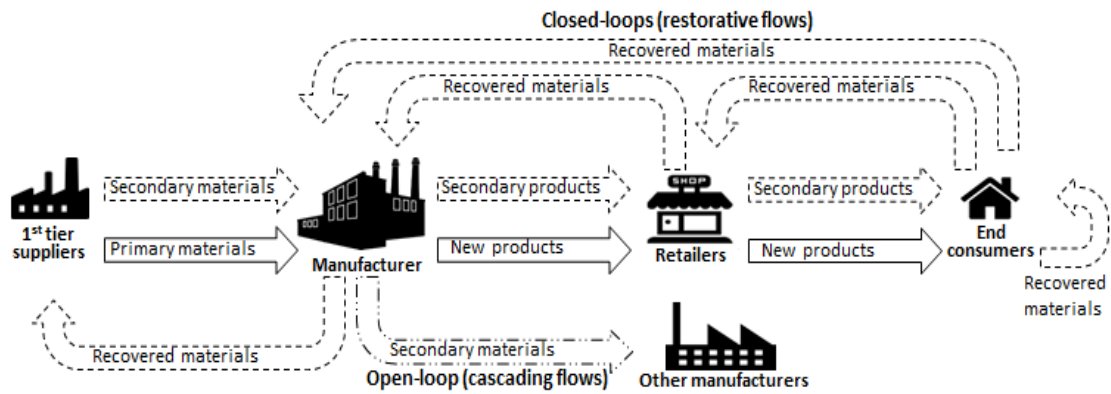 Closed-loops (restorative flows)
Recovered materials
Recovered materials
Recovered materials
SHOP
Secondary materials
Secondary products
Secondary products
1st tier
suppliers
Primary materials
Manufacturer
New products
Retailers
New products
End
consumers
Recovered
materials
Recovered materials
Secondary materials
Open-loop (cascading flows)
Other manufacturers